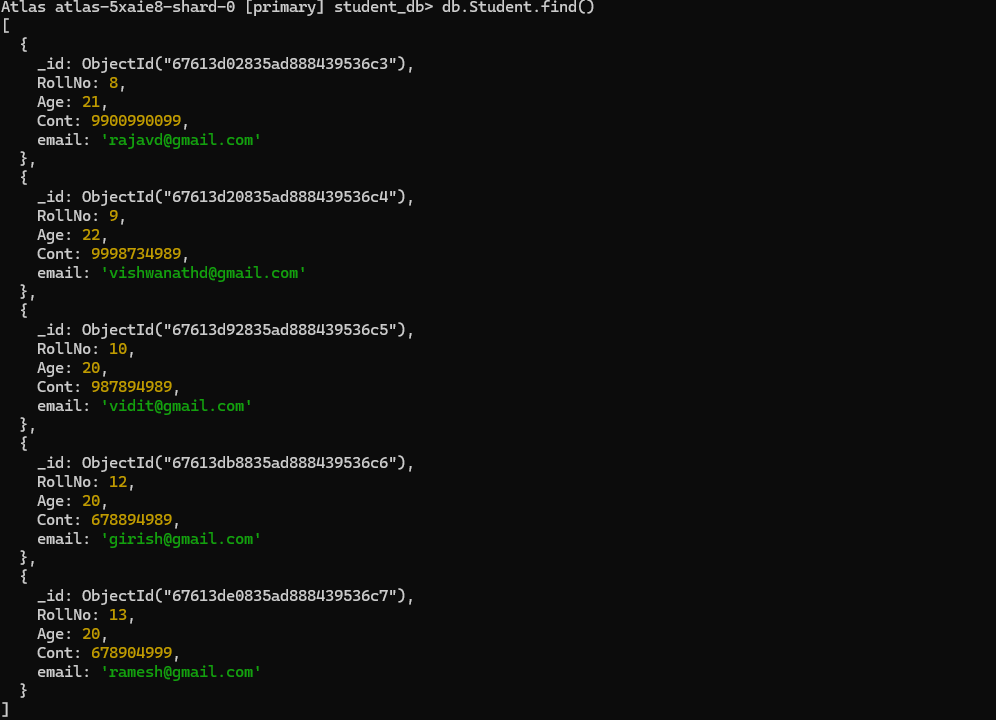 Atlas atlas-5xaie8-shard-0 [primary] student_db> db.Student.find()
[
  {
    _id: ObjectId("67613d02835ad888439536c3"),
    RollNo: 8,
    Age: 21,
    Cont: 9900990099,
    email: 'rajavd@gmail.com'
  },
  {
    _id: ObjectId("67613d20835ad888439536c4"),
    RollNo: 9,
    Age: 22,
    Cont: 9998734989,
    email: 'vishwanathd@gmail.com'
  },
  {
    _id: ObjectId("67613d92835ad888439536c5"),
    RollNo: 10,
    Age: 20,
    Cont: 987894989,
    email: 'vidit@gmail.com'
  },
  {
    _id: ObjectId("67613db8835ad888439536c6"),
    RollNo: 12,
    Age: 20,
    Cont: 678894989,
    email: 'girish@gmail.com'
  },
  {
    _id: ObjectId("67613de0835ad888439536c7"),
    RollNo: 13,
    Age: 20,
    Cont: 678904999,
    email: 'ramesh@gmail.com'
  }
]